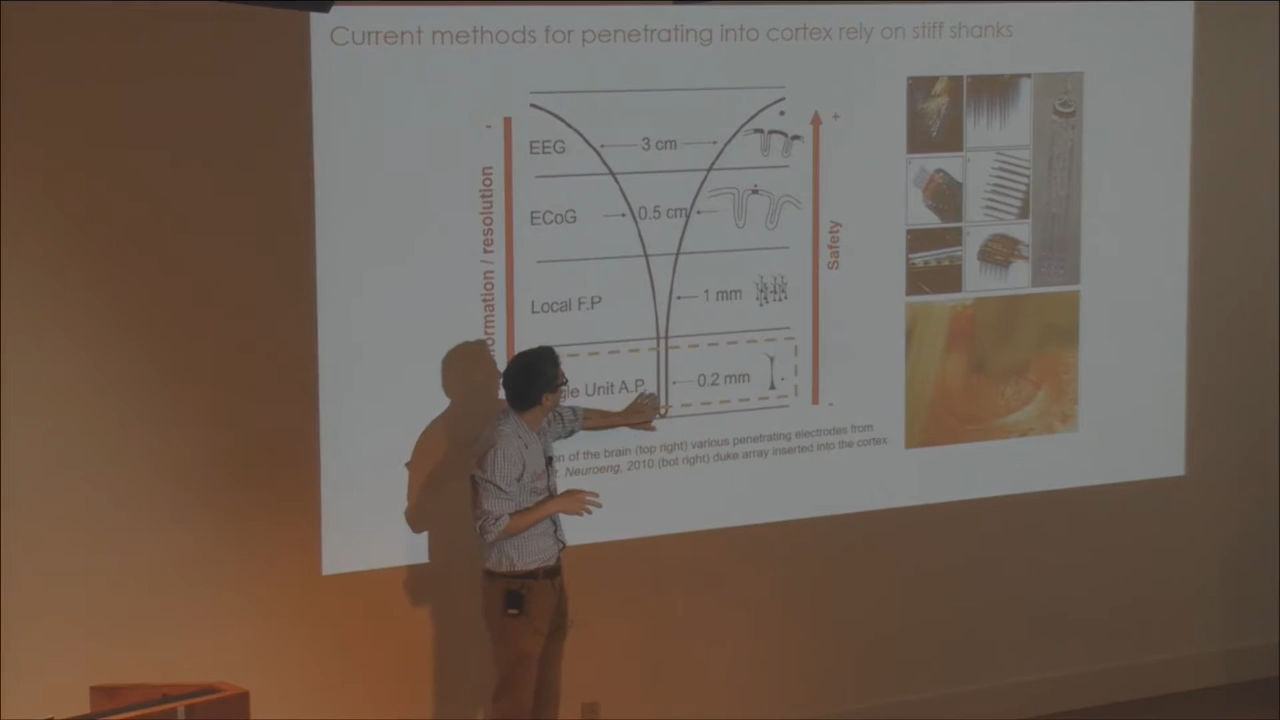 Current methods for penetrating into cortex rely on stiff shanks
-
+
EEG
3 cm
ECoG
0.5 cm
Local F.P
1 mm
gle Unit A.P.
0.2 mm
-
ormation / resolution
Safety
on of the brain (top right) various penetrating electrodes from
Neuroeng, 2010 (bot right) duke array inserted into the cortex